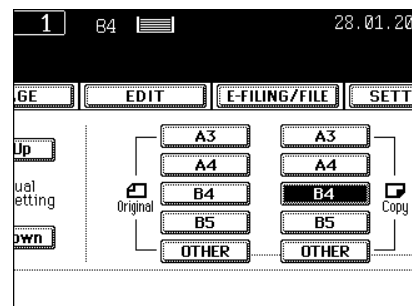 1 B4 28.01.20
.GE EDIT E-FILING/FILE SETT
Up A3 A3
A4 A4
ual
etting Original B4 B4 Copy
B5 B5
own OTHER OTHER